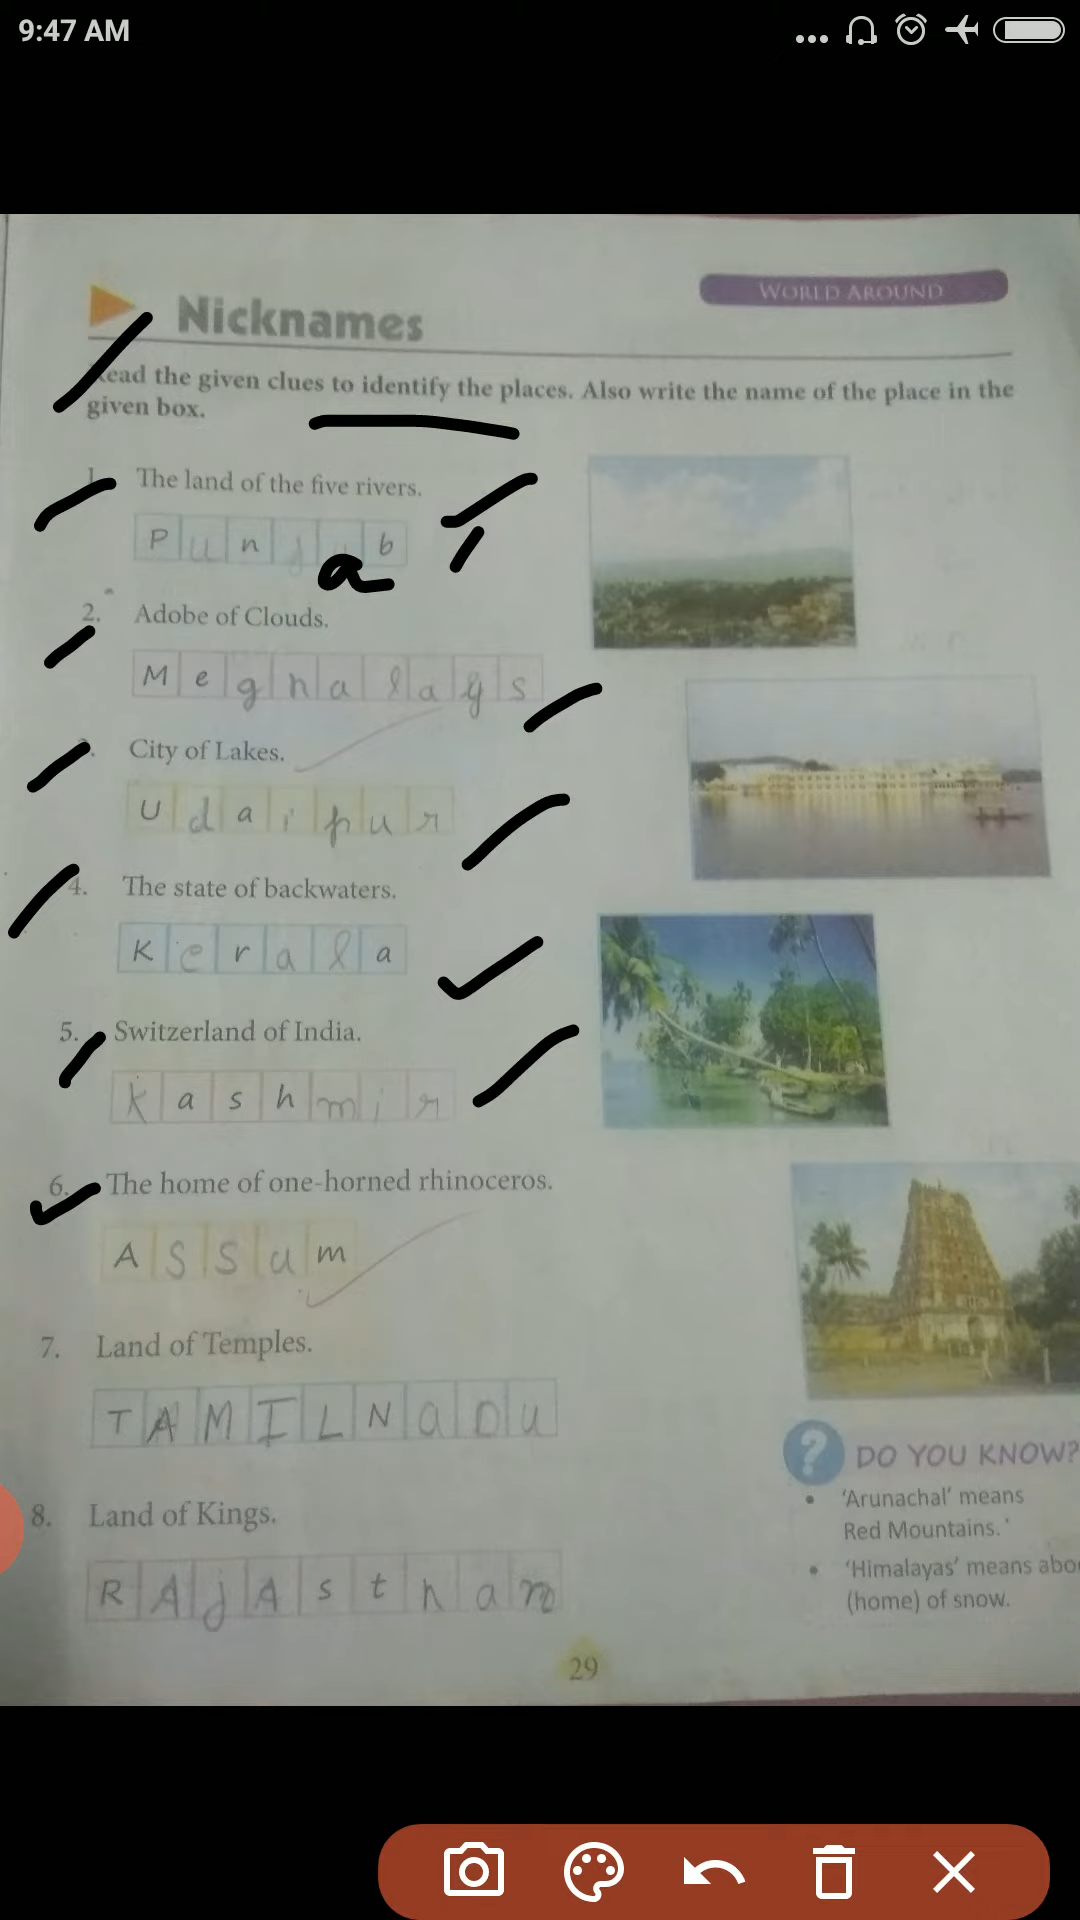 9:47 AM
WORLD AROUND
Nicknames
ead the given clues to identify the places. Also write the name of the place in the
given box.
1. The land of the five rivers.
P u n j a b
a
2. Adobe of Clouds.
M e g h a l a y s
City of Lakes.
U d a i p u r
4. The state of backwaters.
K e r a l a
5. Switzerland of India.
k a s h m i r
6. The home of one-horned rhinoceros.
A S S a m
7. Land of Temples.
T A M I L N a D u
8. Land of Kings.
R A j A s t h a n
? DO YOU KNOW?
• 'Arunachal' means
Red Mountains.'
• 'Himalayas' means abo
(home) of snow.
29